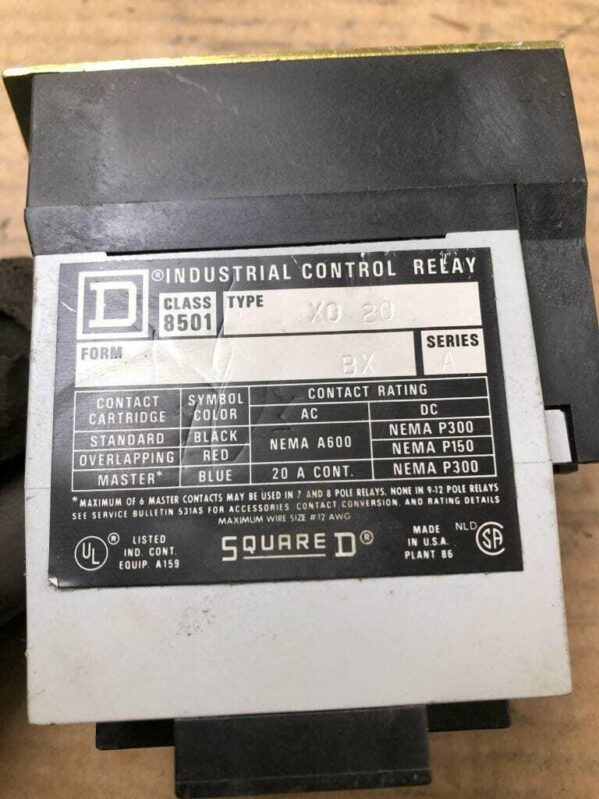 D ® INDUSTRIAL CONTROL RELAY
CLASS 8501 TYPE XO 20
FORM BX SERIES A
CONTACT CARTRIDGE SYMBOL COLOR CONTACT RATING
AC DC
STANDARD BLACK NEMA A600 NEMA P300
OVERLAPPING RED NEMA P150
MASTER* BLUE 20 A CONT. NEMA P300
*MAXIMUM OF 6 MASTER CONTACTS MAY BE USED IN 7 AND 8 POLE RELAYS. NONE IN 9-12 POLE RELAYS
SEE SERVICE BULLETIN 531AS FOR ACCESSORIES, CONTACT CONVERSION, AND RATING DETAILS
MAXIMUM WIRE SIZE #12 AWG
UL ® LISTED
IND. CONT.
EQUIP. A159
SQUARE D ®
MADE
IN U.S.A.
PLANT 86
NLD
SA